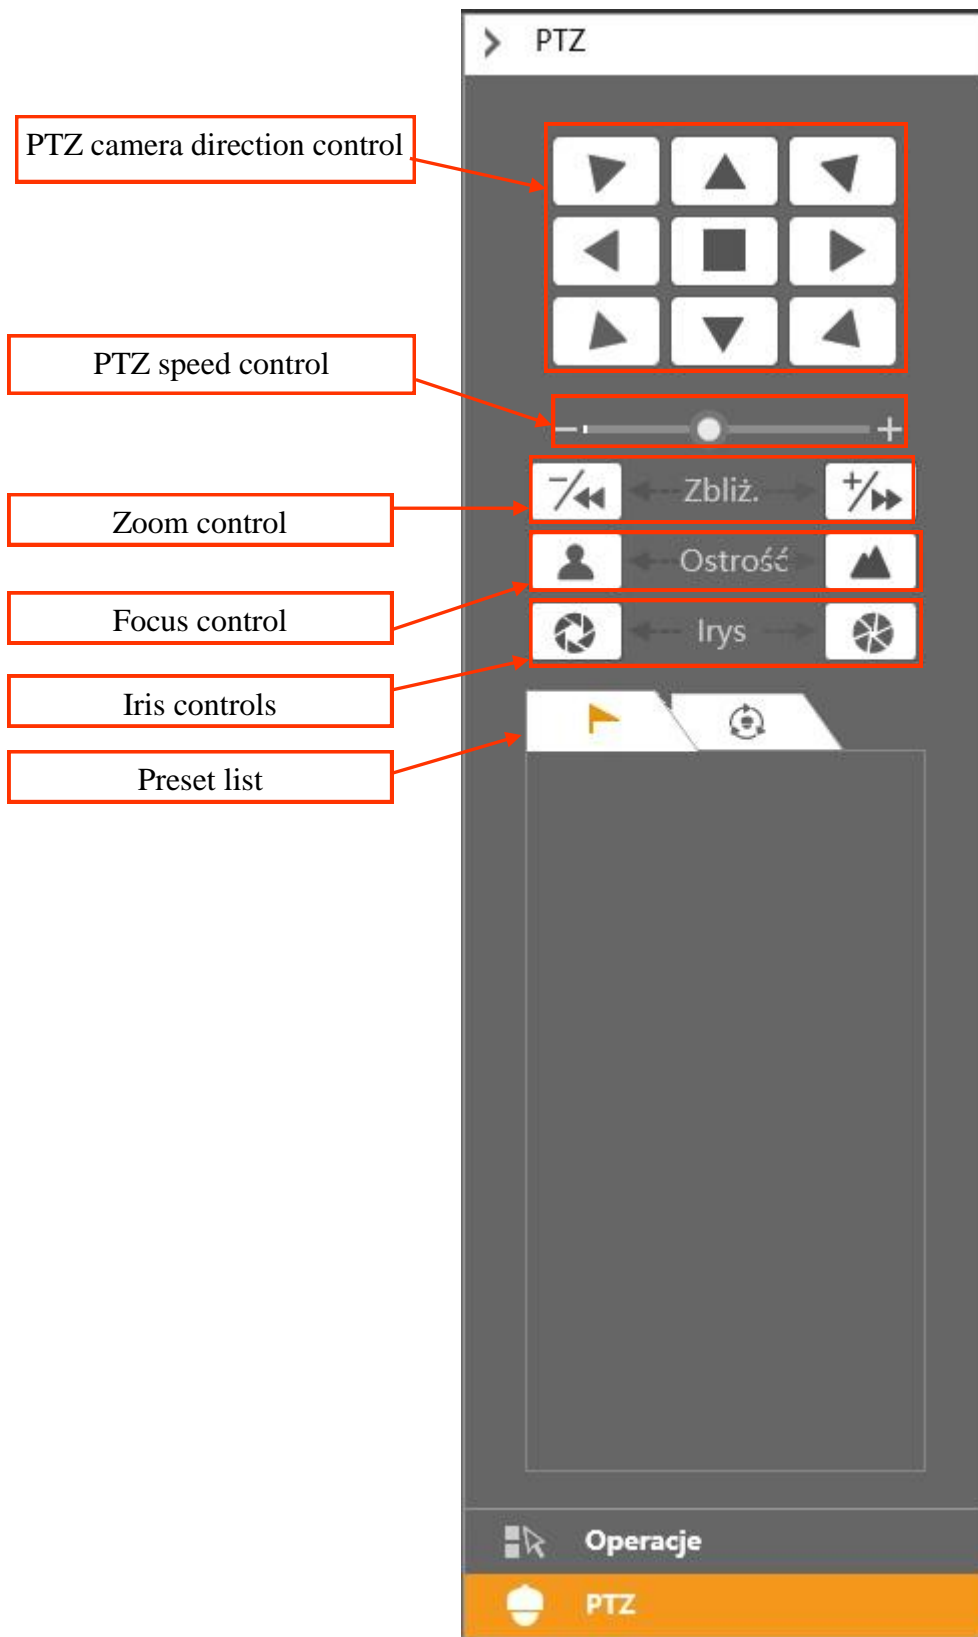 PTZ
PTZ camera direction control
PTZ speed control
Zbliż.
Zoom control
Ostrość
Focus control
Irys
Iris controls
Preset list
Operacje
PTZ